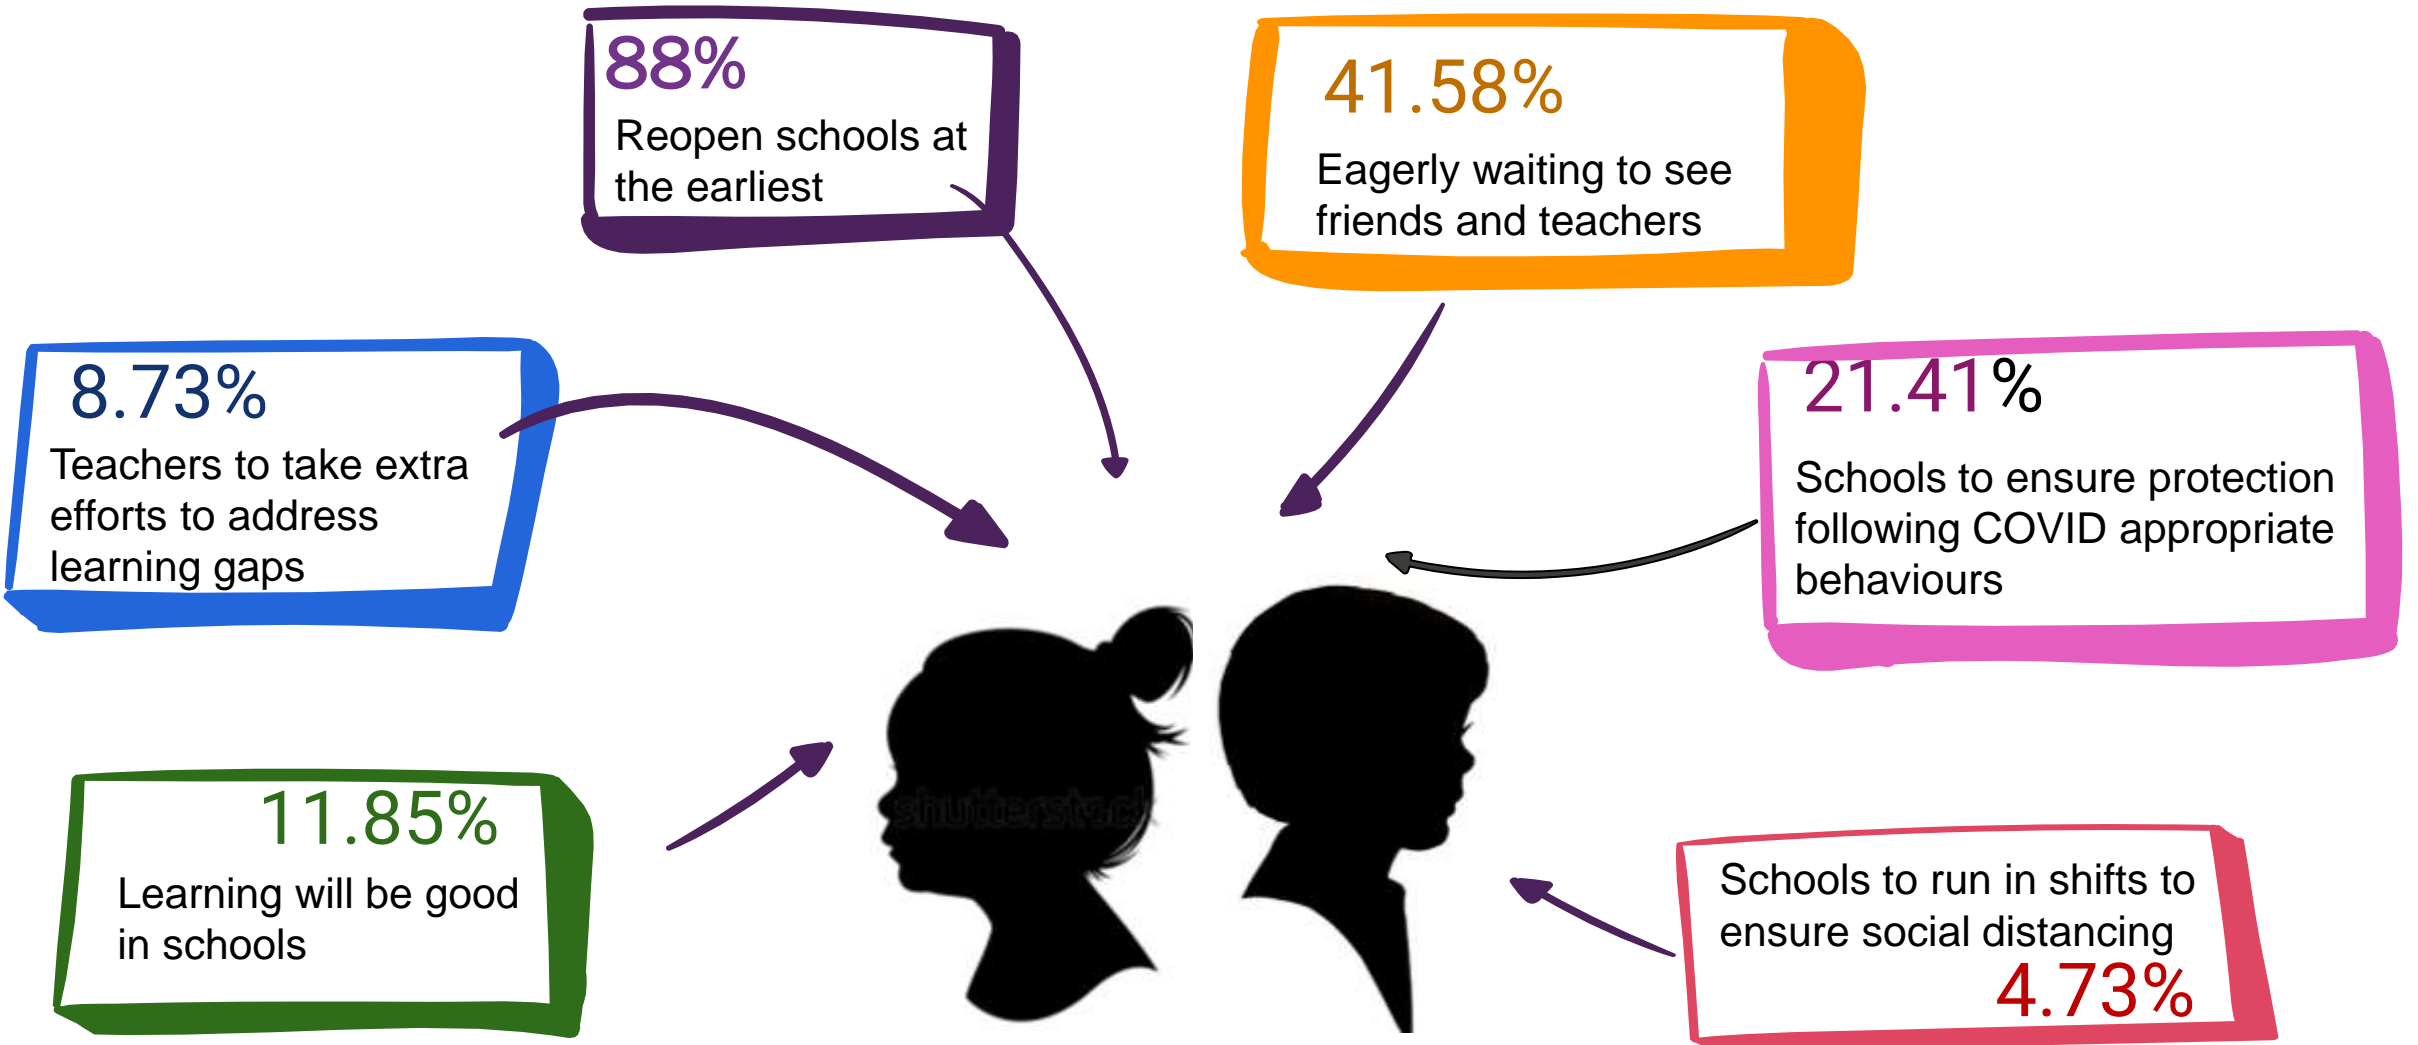 88%
Reopen schools at
the earliest
41.58%
Eagerly waiting to see
friends and teachers
8.73%
Teachers to take extra
efforts to address
learning gaps
21.41%
Schools to ensure protection
following COVID appropriate
behaviours
11.85%
Learning will be good
in schools
shutterstock
Schools to run in shifts to
ensure social distancing
4.73%